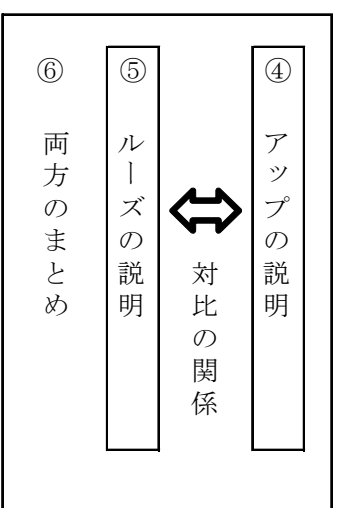 ④ アップの説明
対比の関係
⑤ ルーズの説明
⑥ 両方のまとめ